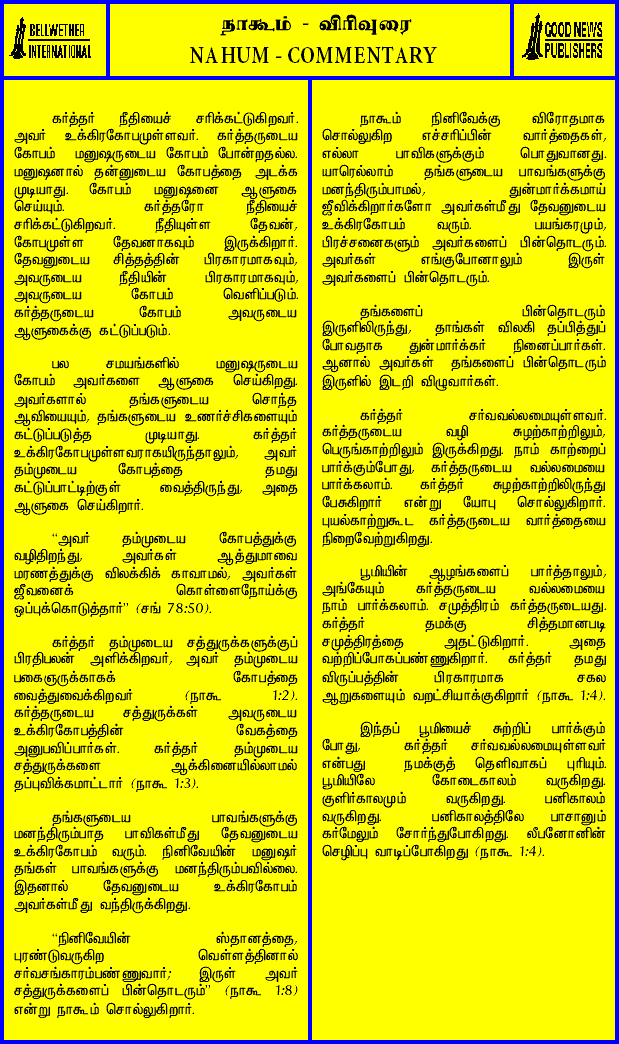 BELLWETHER
INTERNATIONAL
நாகூம் - விரிவுரை
NAHUM - COMMENTARY
GOOD NEWS
PUBLISHERS
கர்த்தர் நீதியைச் சரிக்கட்டுகிறவர்.
அவர் உக்கிரகோபமுள்ளவர். கர்த்தருடைய
கோபம் மனுஷருடைய கோபம் போன்றதல்ல.
மனுஷனால் தன்னுடைய கோபத்தை அடக்க
முடியாது. கோபம் மனுஷனை ஆளுகை
செய்யும். கர்த்தரோ நீதியைச்
சரிக்கட்டுகிறவர். நீதியுள்ள தேவன்,
கோபமுள்ள தேவனாகவும் இருக்கிறார்.
தேவனுடைய சித்தத்தின் பிரகாரமாகவும்,
அவருடைய நீதியின் பிரகாரமாகவும்,
அவருடைய கோபம் வெளிப்படும்.
கர்த்தருடைய கோபம் அவருடைய
ஆளுகைக்கு கட்டுப்படும்.
பல சமயங்களில் மனுஷருடைய
கோபம் அவர்களை ஆளுகை செய்கிறது.
அவர்களால் தங்களுடைய சொந்த
ஆவியையும், தங்களுடைய உணர்ச்சிகளையும்
கட்டுப்படுத்த முடியாது. கர்த்தர்
உக்கிரகோபமுள்ளவராகயிருந்தாலும், அவர்
தம்முடைய கோபத்தை தமது
கட்டுப்பாட்டிற்குள் வைத்திருந்து, அதை
ஆளுகை செய்கிறார்.
"அவர் தம்முடைய கோபத்துக்கு
வழிதிறந்து, அவர்கள் ஆத்துமாவை
மரணத்துக்கு விலக்கிக் காவாமல், அவர்கள்
ஜீவனைக் கொள்ளைநோய்க்கு
ஒப்புக்கொடுத்தார்" (சங் 78:50).
கர்த்தர் தம்முடைய சத்துருக்களுக்குப்
பிரதிபலன் அளிக்கிறவர், அவர் தம்முடைய
பகைஞருக்காகக் கோபத்தை
வைத்துவைக்கிறவர் (நாகூ 1:2).
கர்த்தருடைய சத்துருக்கள் அவருடைய
உக்கிரகோபத்தின் வேகத்தை
அனுபவிப்பார்கள். கர்த்தர் தம்முடைய
சத்துருக்களை ஆக்கினையில்லாமல்
தப்புவிக்கமாட்டார் (நாகூ 1:3).
தங்களுடைய பாவங்களுக்கு
மனந்திரும்பாத பாவிகள்மீது தேவனுடைய
உக்கிரகோபம் வரும். நினிவேயின் மனுஷர்
தங்கள் பாவங்களுக்கு மனந்திரும்பவில்லை.
இதனால் தேவனுடைய உக்கிரகோபம்
அவர்கள்மீது வந்திருக்கிறது.
"நினிவேயின் ஸ்தானத்தை,
புரண்டுவருகிற வெள்ளத்தினால்
சர்வசங்காரம்பண்ணுவார்; இருள் அவர்
சத்துருக்களைப் பின்தொடரும்" (நாகூ 1:8)
என்று நாகூம் சொல்லுகிறார்.
நாகூம் நினிவேக்கு விரோதமாக
சொல்லுகிற எச்சரிப்பின் வார்த்தைகள்,
எல்லா பாவிகளுக்கும் பொதுவானது.
யாரெல்லாம் தங்களுடைய பாவங்களுக்கு
மனந்திரும்பாமல், துன்மார்க்கமாய்
ஜீவிக்கிறார்களோ அவர்கள்மீது தேவனுடைய
உக்கிரகோபம் வரும். பயங்கரமும்,
பிரச்சனைகளும் அவர்களைப் பின்தொடரும்.
அவர்கள் எங்குபோனாலும் இருள்
அவர்களைப் பின்தொடரும்.
தங்களைப் பின்தொடரும்
இருளிலிருந்து, தாங்கள் விலகி தப்பித்துப்
போவதாக துன்மார்க்கர் நினைப்பார்கள்.
ஆனால் அவர்கள் தங்களைப் பின்தொடரும்
இருளில் இடறி விழுவார்கள்.
கர்த்தர் சர்வவல்லமையுள்ளவர்.
கர்த்தருடைய வழி சுழற்காற்றிலும்,
பெருங்காற்றிலும் இருக்கிறது. நாம் காற்றைப்
பார்க்கும்போது, கர்த்தருடைய வல்லமையை
பார்க்கலாம். கர்த்தர் சுழற்காற்றிலிருந்து
பேசுகிறார் என்று யோபு சொல்லுகிறார்.
புயல்காற்றுகூட கர்த்தருடைய வார்த்தையை
நிறைவேற்றுகிறது.
பூமியின் ஆழங்களைப் பார்த்தாலும்,
அங்கேயும் கர்த்தருடைய வல்லமையை
நாம் பார்க்கலாம். சமுத்திரம் கர்த்தருடையது.
கர்த்தர் தமக்கு சித்தமானபடி
சமுத்திரத்தை அதட்டுகிறார். அதை
வற்றிப்போகப்பண்ணுகிறார். கர்த்தர் தமது
விருப்பத்தின் பிரகாரமாக சகல
ஆறுகளையும் வறட்சியாக்குகிறார் (நாகூ 1:4).
இந்தப் பூமியைச் சுற்றிப் பார்க்கும்
போது, கர்த்தர் சர்வவல்லமையுள்ளவர்
என்பது நமக்குத் தெளிவாகப் புரியும்.
பூமியிலே கோடைகாலம் வருகிறது.
குளிர்காலமும் வருகிறது. பனிகாலம்
வருகிறது. பனிகாலத்திலே பாசானும்
கர்மேலும் சோர்ந்துபோகிறது. லீபனோனின்
செழிப்பு வாடிப்போகிறது (நாகூ 1:4).